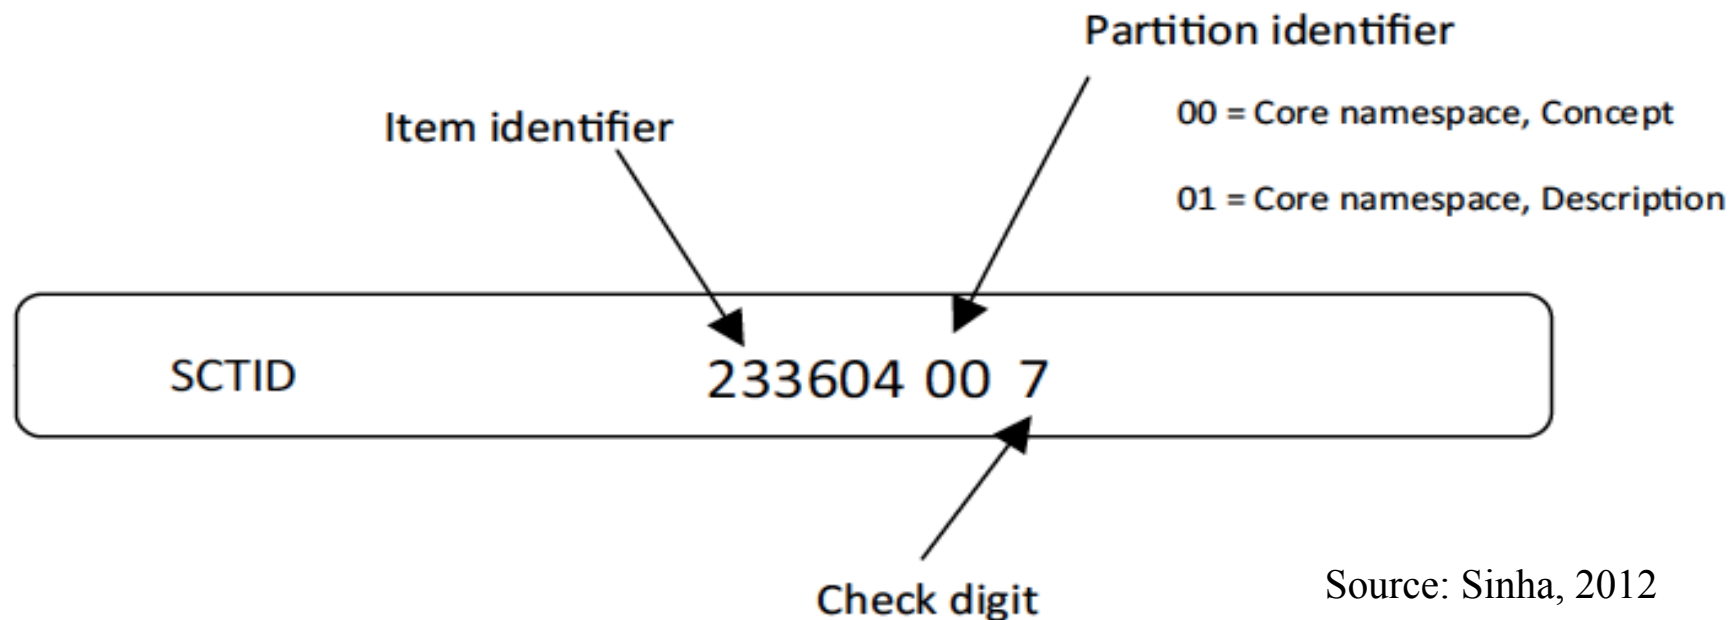 Partition identifier
00 = Core namespace, Concept
Item identifier
01 = Core namespace, Description
SCTID 233604 00 7
Check digit
Source: Sinha, 2012